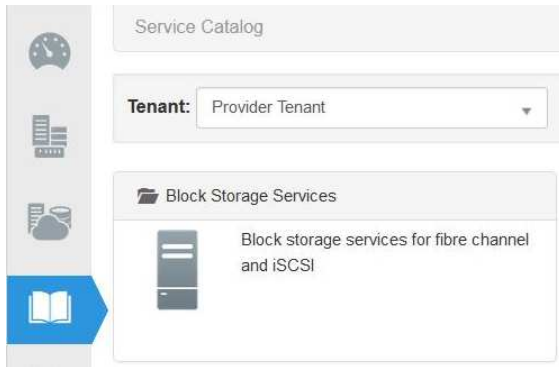 Service Catalog
Tenant: Provider Tenant
Block Storage Services
Block storage services for fibre channel
and iSCSI